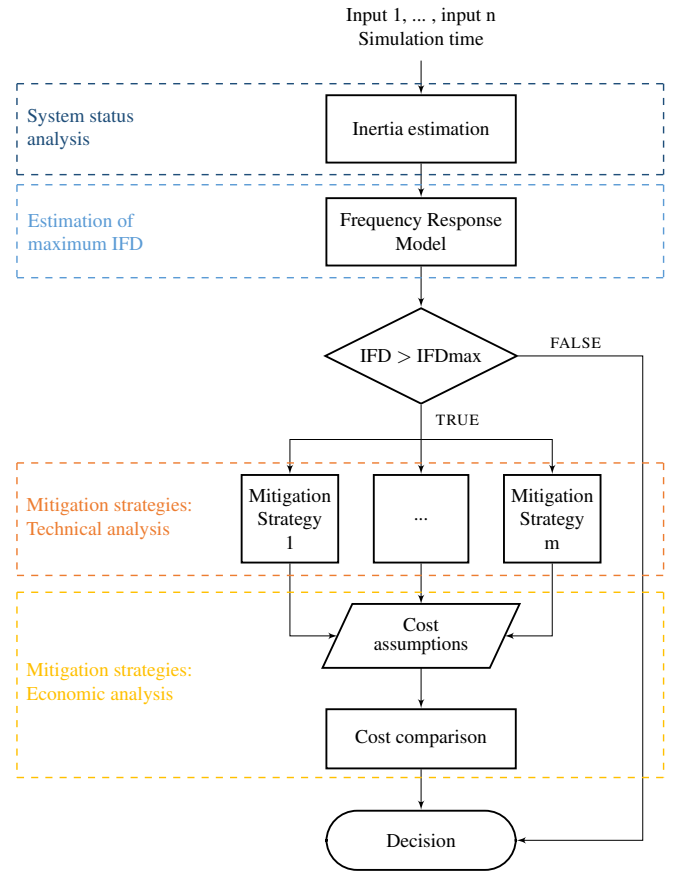 Input 1, ... , input n
Simulation time
System status
analysis
Inertia estimation
Estimation of
maximum IFD
Frequency Response
Model
IFD > IFDmax
FALSE
TRUE
Mitigation strategies:
Technical analysis
Mitigation
Strategy
1
...
Mitigation
Strategy
m
Mitigation strategies:
Economic analysis
Cost
assumptions
Cost comparison
Decision